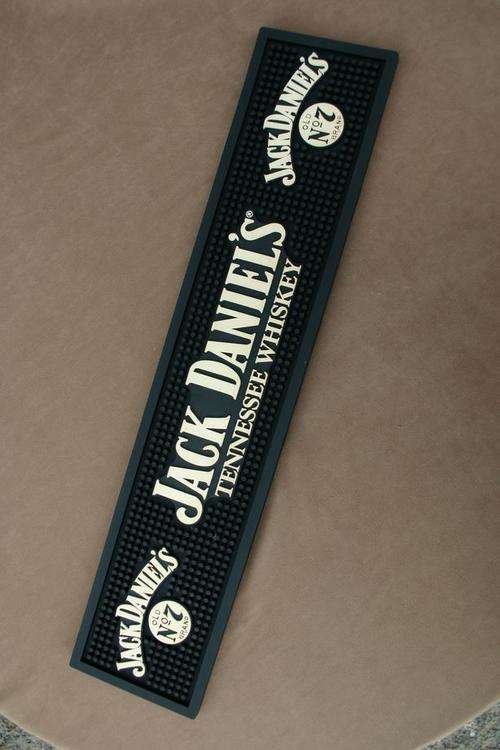 JACK DANIEL'S
OLD
Nº7
BRAND
JACK DANIEL'S®
TENNESSEE WHISKEY
JACK DANIEL'S
OLD
Nº7
BRAND